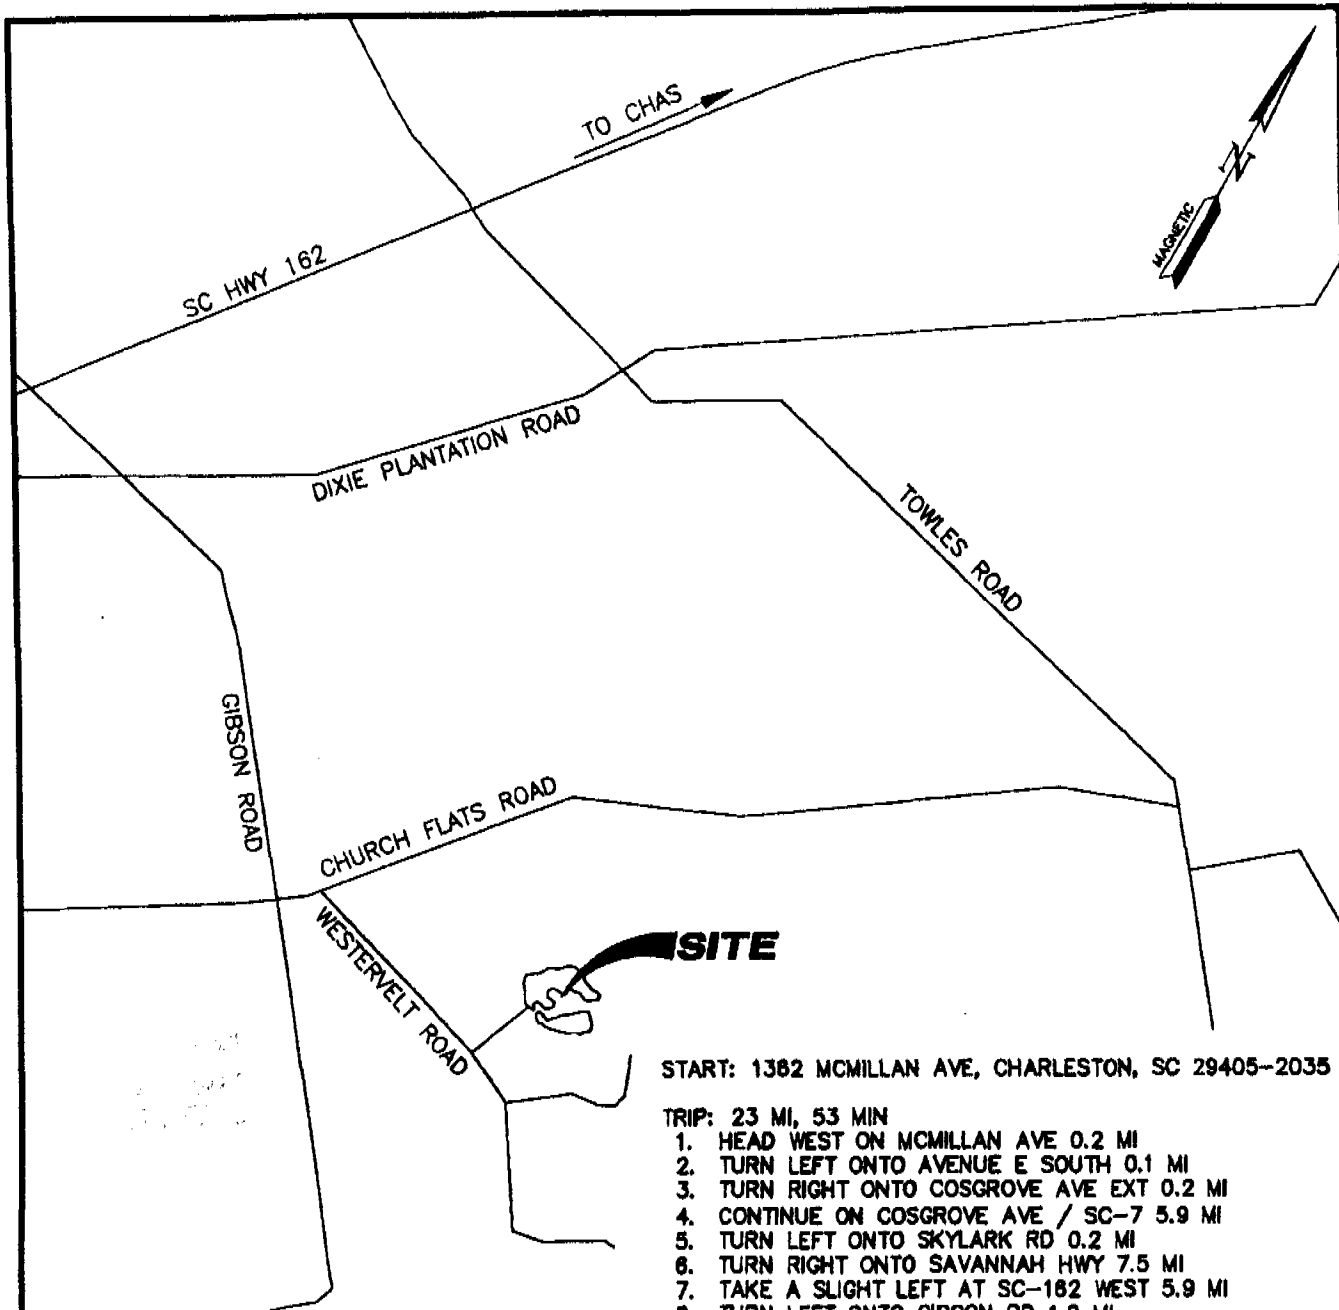 TO CHAS
N
MAGNETIC
SC HWY 162
DIXIE PLANTATION ROAD
TOWLES ROAD
GIBSON ROAD
CHURCH FLATS ROAD
WESTERVELT ROAD
SITE
START: 1362 MCMILLAN AVE, CHARLESTON, SC 29405-2035
TRIP: 23 MI, 53 MIN
1. HEAD WEST ON MCMILLAN AVE 0.2 MI
2. TURN LEFT ONTO AVENUE E SOUTH 0.1 MI
3. TURN RIGHT ONTO COSGROVE AVE EXT 0.2 MI
4. CONTINUE ON COSGROVE AVE / SC-7 5.9 MI
5. TURN LEFT ONTO SKYLARK RD 0.2 MI
6. TURN RIGHT ONTO SAVANNAH HWY 7.5 MI
7. TAKE A SLIGHT LEFT AT SC-162 WEST 5.9 MI
TURN LEFT ONTO GIBSON RD